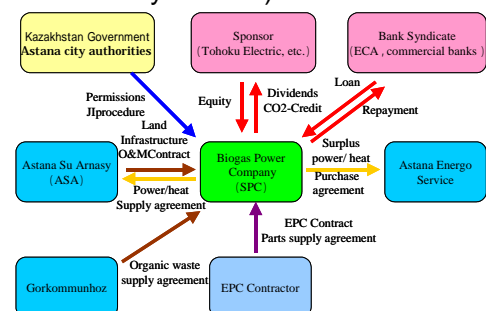 Kazakhstan Government
Astana city authorities
Sponsor
(Tohoku Electric, etc.)
Bank Syndicate
(ECA , commercial banks )
Permissions
JIprocedure
Equity
Dividends
CO2-Credit
Loan
Repayment
Land
Infrastructure
O&MContract
Astana Su Arnasy
(ASA)
Power/heat
Supply agreement
Biogas Power
Company
(SPC)
Surplus
power/ heat
Purchase
agreement
Astana Energo
Service
Organic waste
supply agreement
EPC Contract
Parts supply agreement
Gorkommunhoz
EPC Contractor